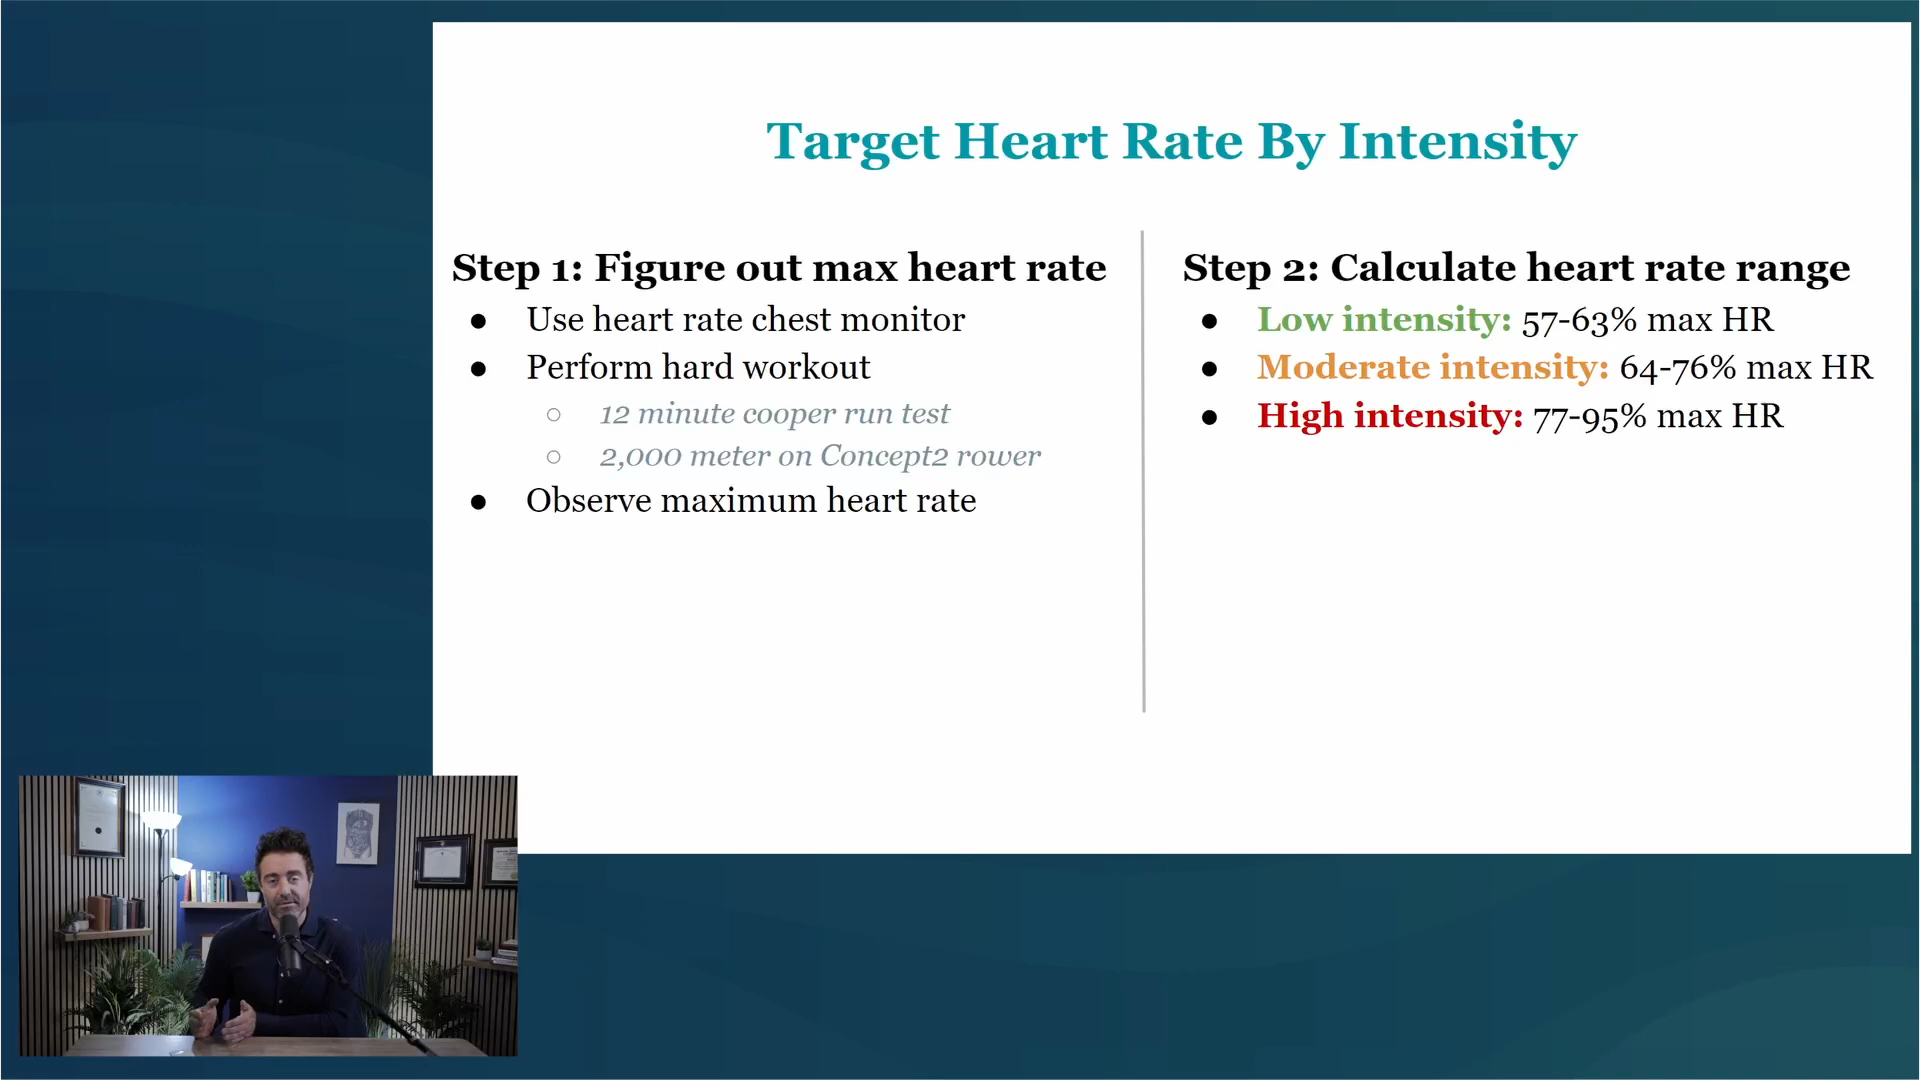 Target Heart Rate By Intensity
Step 1: Figure out max heart rate
● Use heart rate chest monitor
● Perform hard workout
○ 12 minute cooper run test
○ 2,000 meter on Concept2 rower
● Observe maximum heart rate
Step 2: Calculate heart rate range
● Low intensity: 57-63% max HR
● Moderate intensity: 64-76% max HR
● High intensity: 77-95% max HR